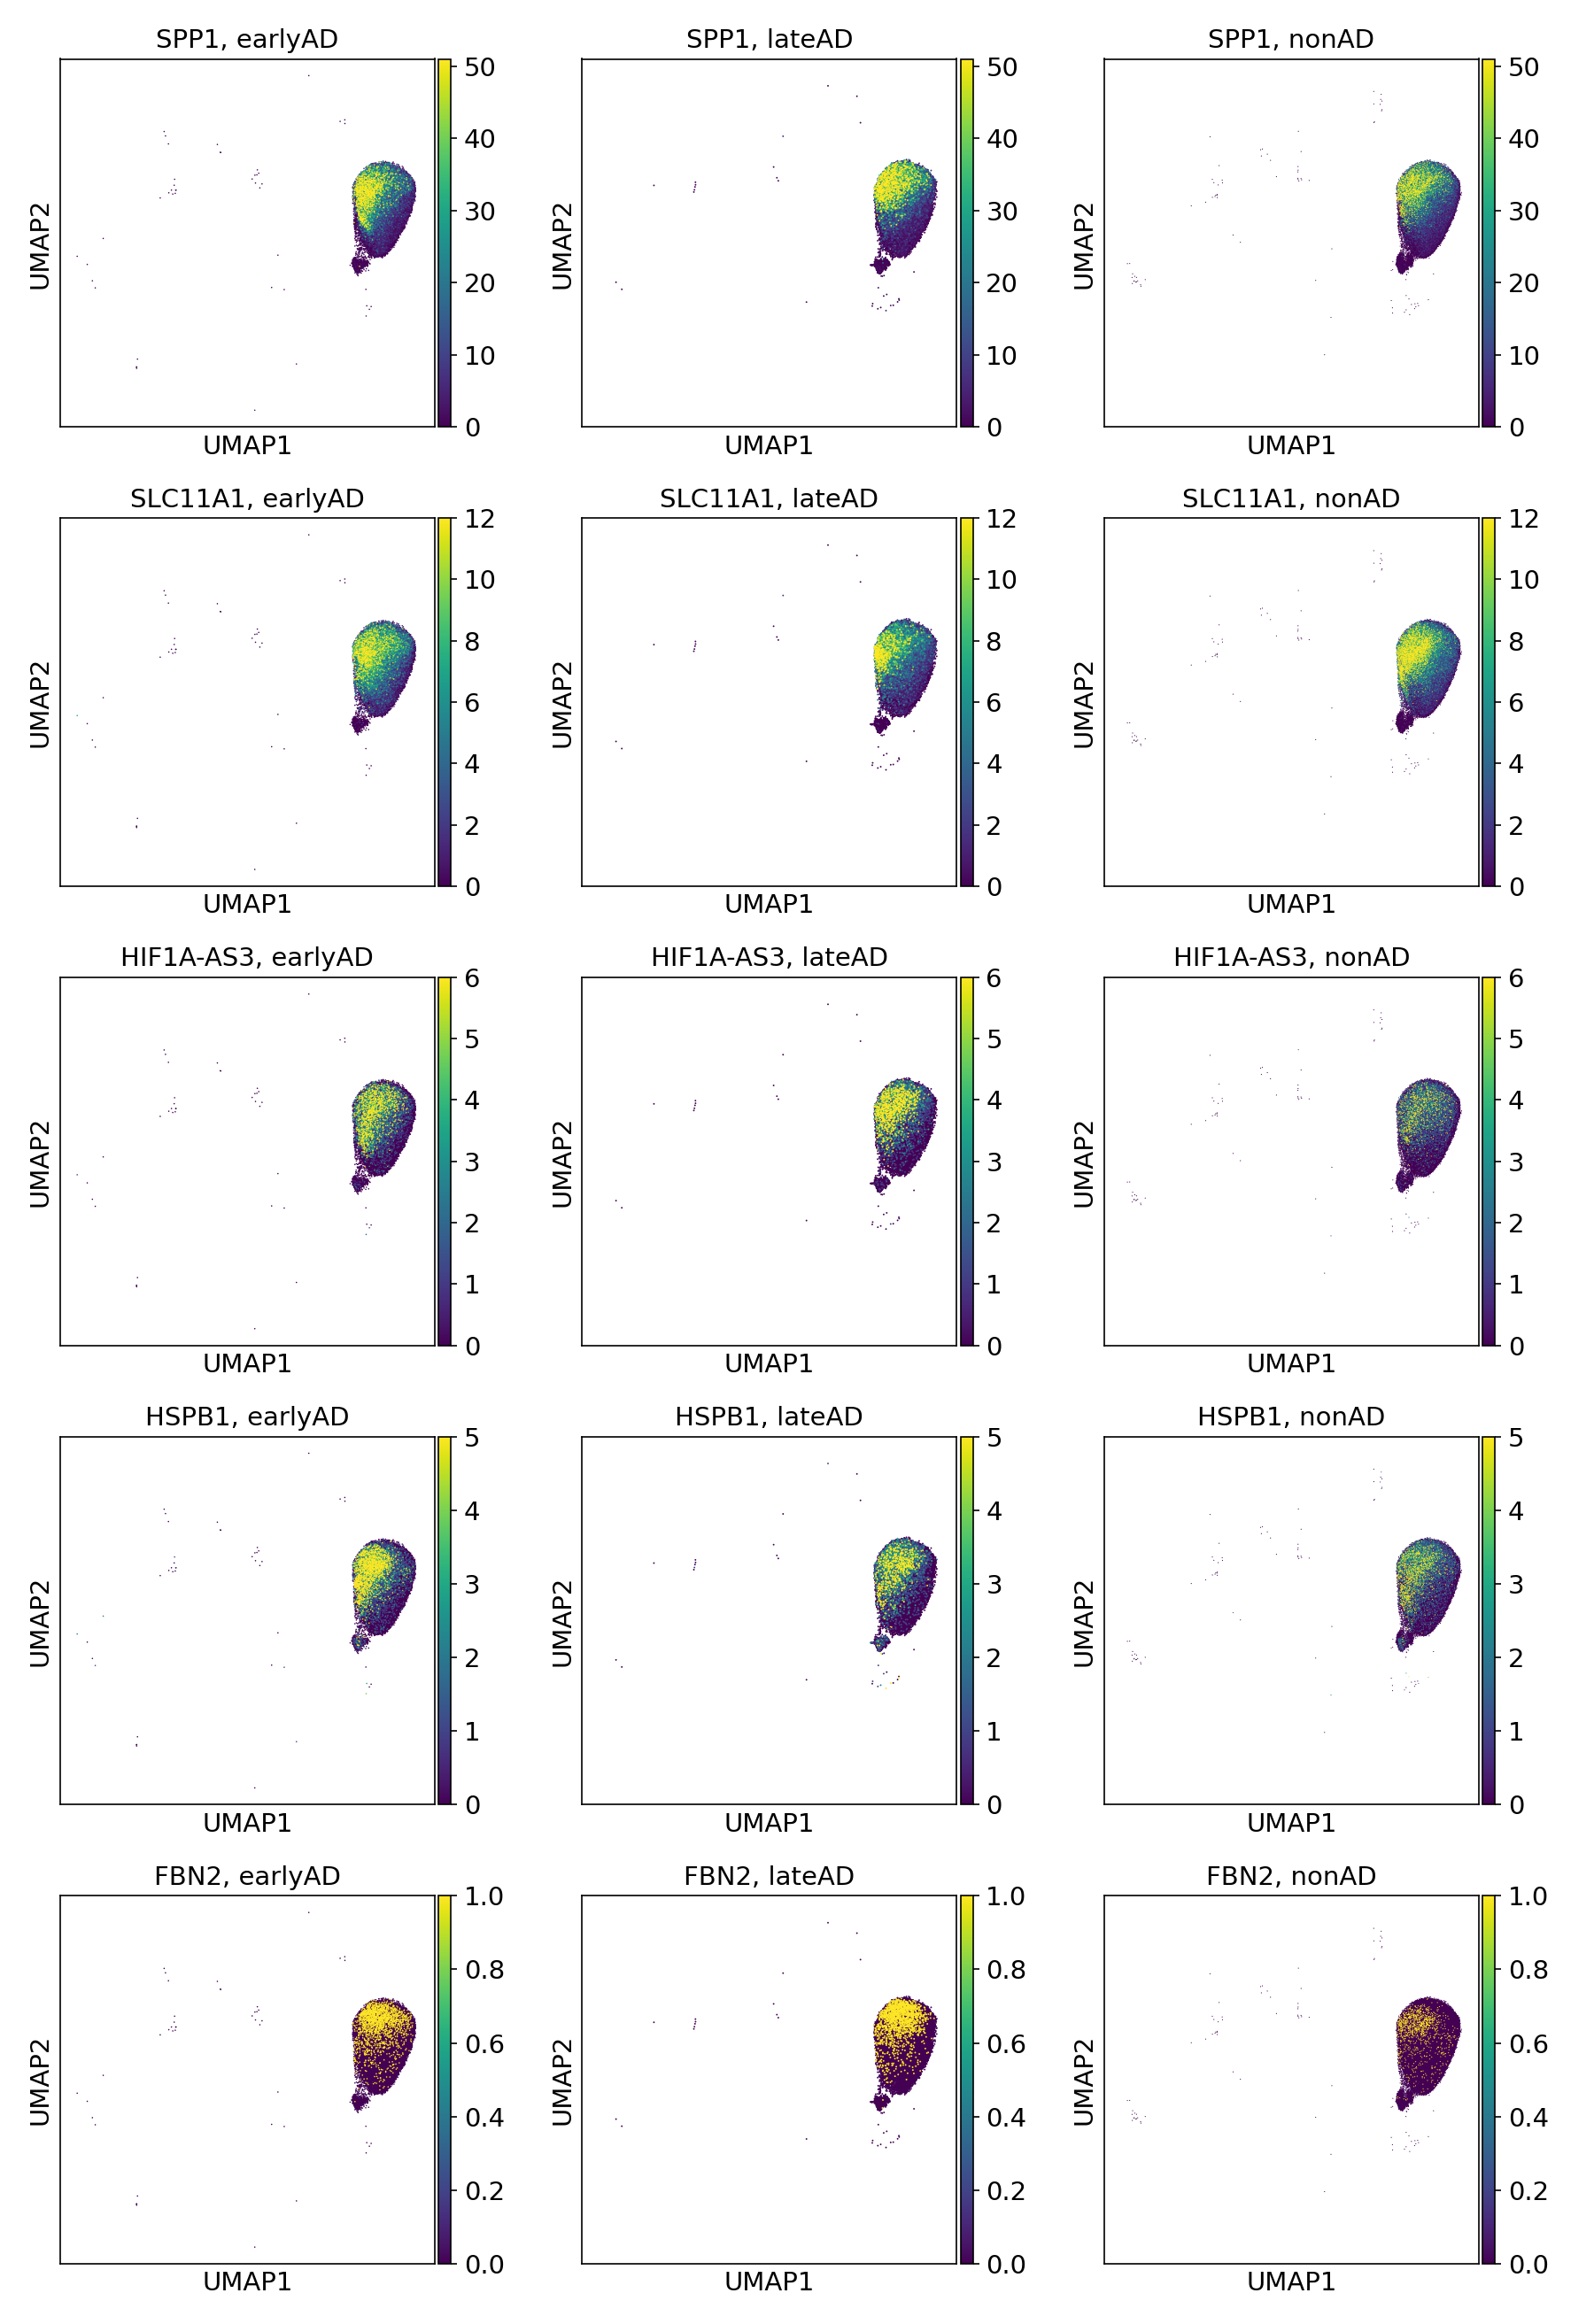 SPP1, earlyAD
SPP1, lateAD
SPP1, nonAD
UMAP2
50
40
30
20
10
0
UMAP1
UMAP2
50
40
30
20
10
0
UMAP1
UMAP2
50
40
30
20
10
0
UMAP1
SLC11A1, earlyAD
SLC11A1, lateAD
SLC11A1, nonAD
UMAP2
12
10
8
6
4
2
0
UMAP1
UMAP2
12
10
8
6
4
2
0
UMAP1
UMAP2
12
10
8
6
4
2
0
UMAP1
HIF1A-AS3, earlyAD
HIF1A-AS3, lateAD
HIF1A-AS3, nonAD
UMAP2
6
5
4
3
2
1
0
UMAP1
UMAP2
6
5
4
3
2
1
0
UMAP1
UMAP2
6
5
4
3
2
1
0
UMAP1
HSPB1, earlyAD
HSPB1, lateAD
HSPB1, nonAD
UMAP2
5
4
3
2
1
0
UMAP1
UMAP2
5
4
3
2
1
0
UMAP1
UMAP2
5
4
3
2
1
0
UMAP1
FBN2, earlyAD
FBN2, lateAD
FBN2, nonAD
UMAP2
1.0
0.8
0.6
0.4
0.2
0.0
UMAP1
UMAP2
1.0
0.8
0.6
0.4
0.2
0.0
UMAP1
UMAP2
1.0
0.8
0.6
0.4
0.2
0.0
UMAP1